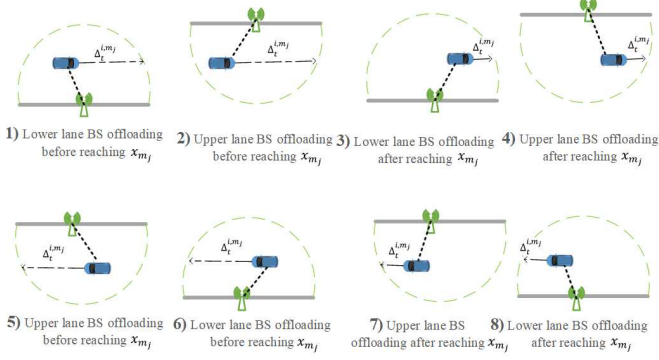 Δ_t^{i,m_j}
Δ_t^{i,m_j}
Δ_t^{i,m_j}
Δ_t^{i,m_j}
1) Lower lane BS offloading
before reaching x_{m_j}
2) Upper lane BS offloading
before reaching x_{m_j}
3) Lower lane BS offloading
after reaching x_{m_j}
4) Upper lane BS offloading
after reaching x_{m_j}
Δ_t^{i,m_j}
Δ_t^{i,m_j}
Δ_t^{i,m_j}
Δ_t^{i,m_j}
5) Upper lane BS offloading
before reaching x_{m_j}
6) Lower lane BS offloading
before reaching x_{m_j}
7) Upper lane BS
offloading after reaching x_{m_j}
8) Lower lane BS offloading
after reaching x_{m_j}